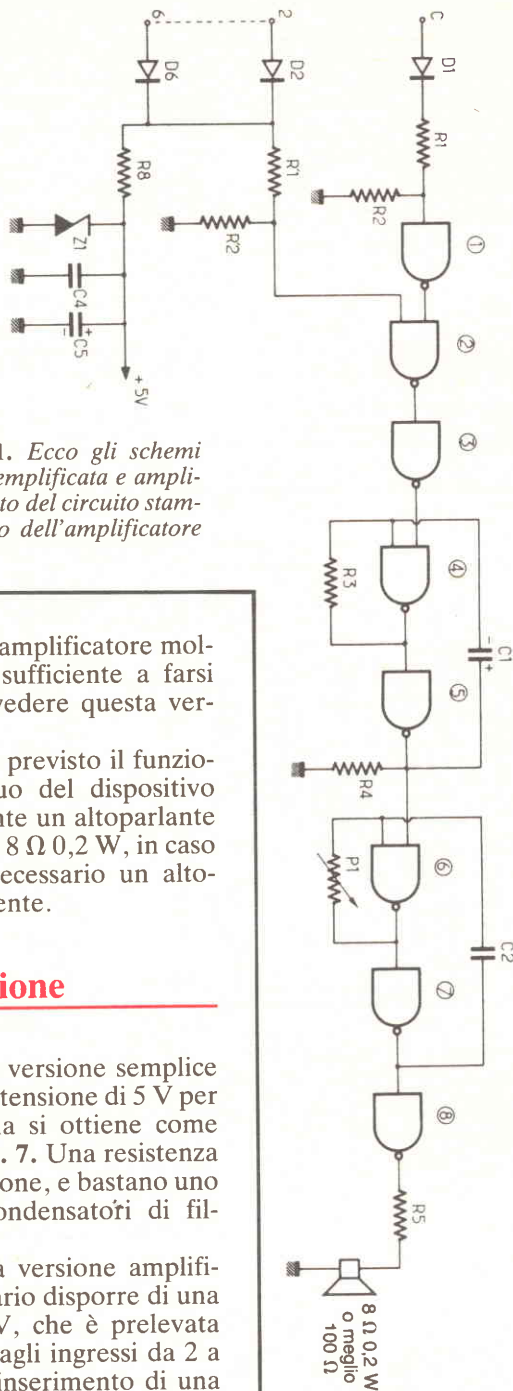 C
D1
R1
R2
①
②
③
④
R3
⑤
C1
- +
R4
⑥
P1
⑦
C2
⑧
R5
8 Ω 0,2 W
o meglio
100 Ω
2
D2
R'1
R'2
6
D6
R8
Z1
C4
C5
+
-
+5V
1. Ecco gli schemi
emplificata e ampli-
to del circuito stam-
o dell'amplificatore
amplificatore mol-
sufficiente a farsi
vedere questa ver-
previsto il funzio-
uo del dispositivo
nte un altoparlante
8 Ω 0,2 W, in caso
ecessario un alto-
ente.
ione
versione semplice
tensione di 5 V per
a si ottiene come
. 7. Una resistenza
one, e bastano uno
ondensatori di fil-
a versione amplifi-
ario disporre di una
V, che è prelevata
agli ingressi da 2 a
inserimento di una